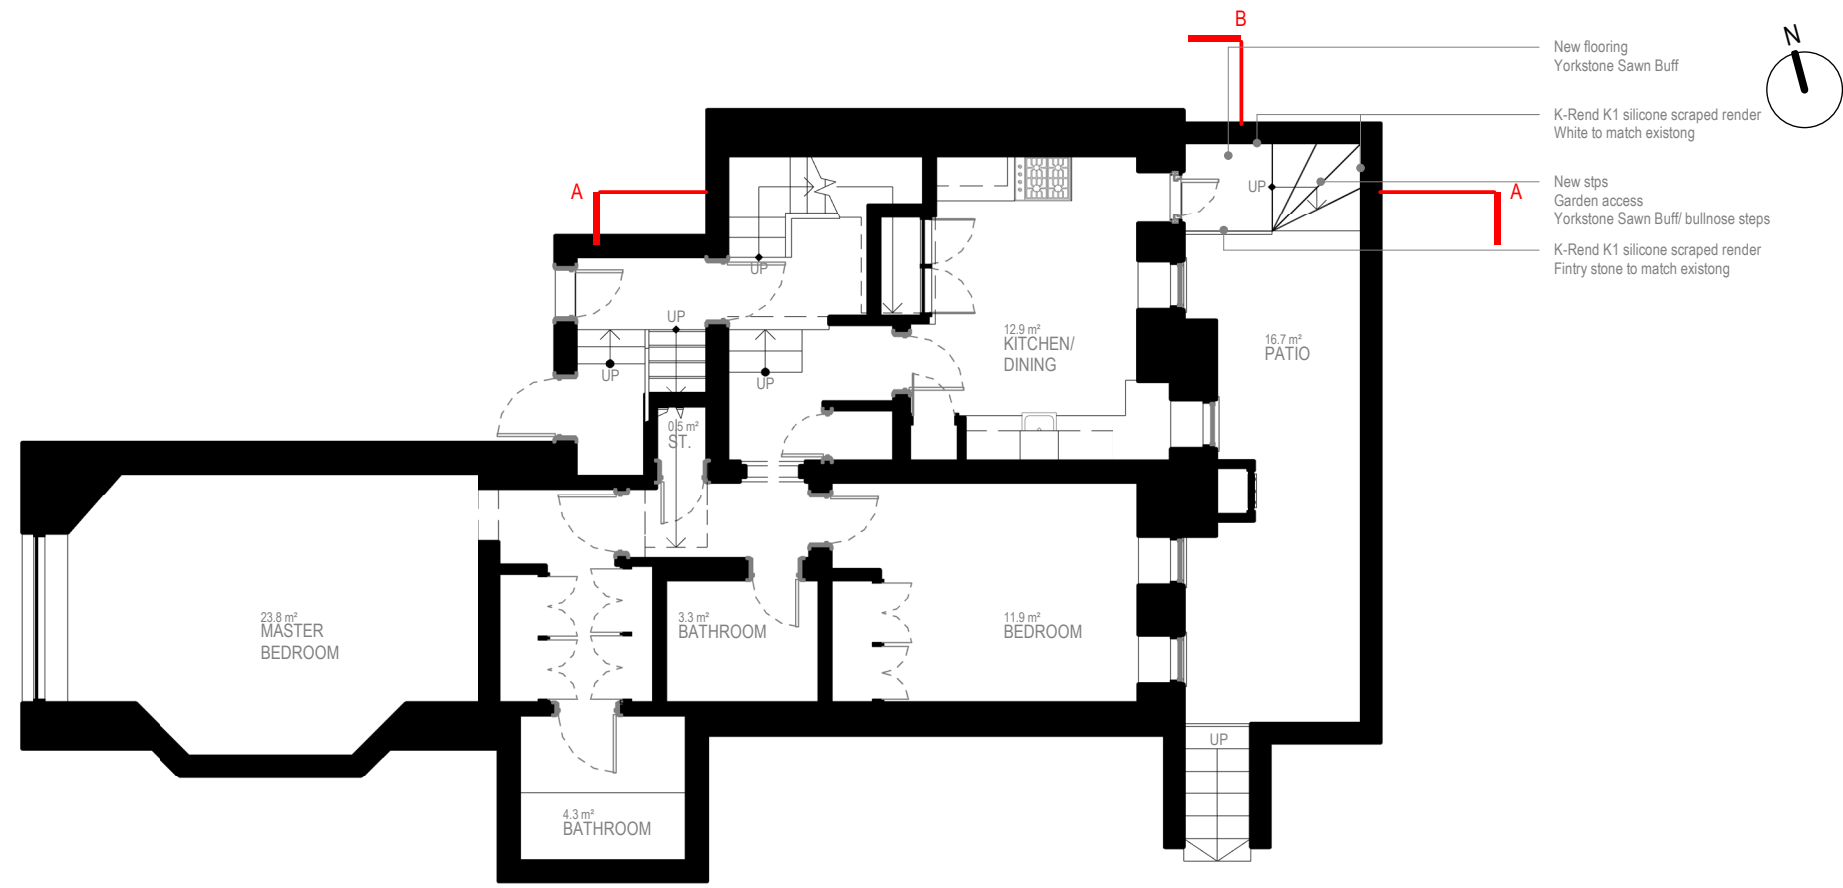 B
N
New flooring
Yorkstone Sawn Buff
K-Rend K1 silicone scraped render
White to match existong
A
UP
New stps
Garden access
Yorkstone Sawn Buff/ bullnose steps
A
K-Rend K1 silicone scraped render
Fintry stone to match existong
UP
UP
12.9 m²
KITCHEN/
DINING
16.7 m²
PATIO
UP
UP
0.5 m²
ST.
23.8 m²
MASTER
BEDROOM
3.3 m²
BATHROOM
11.9 m²
BEDROOM
UP
4.3 m²
BATHROOM